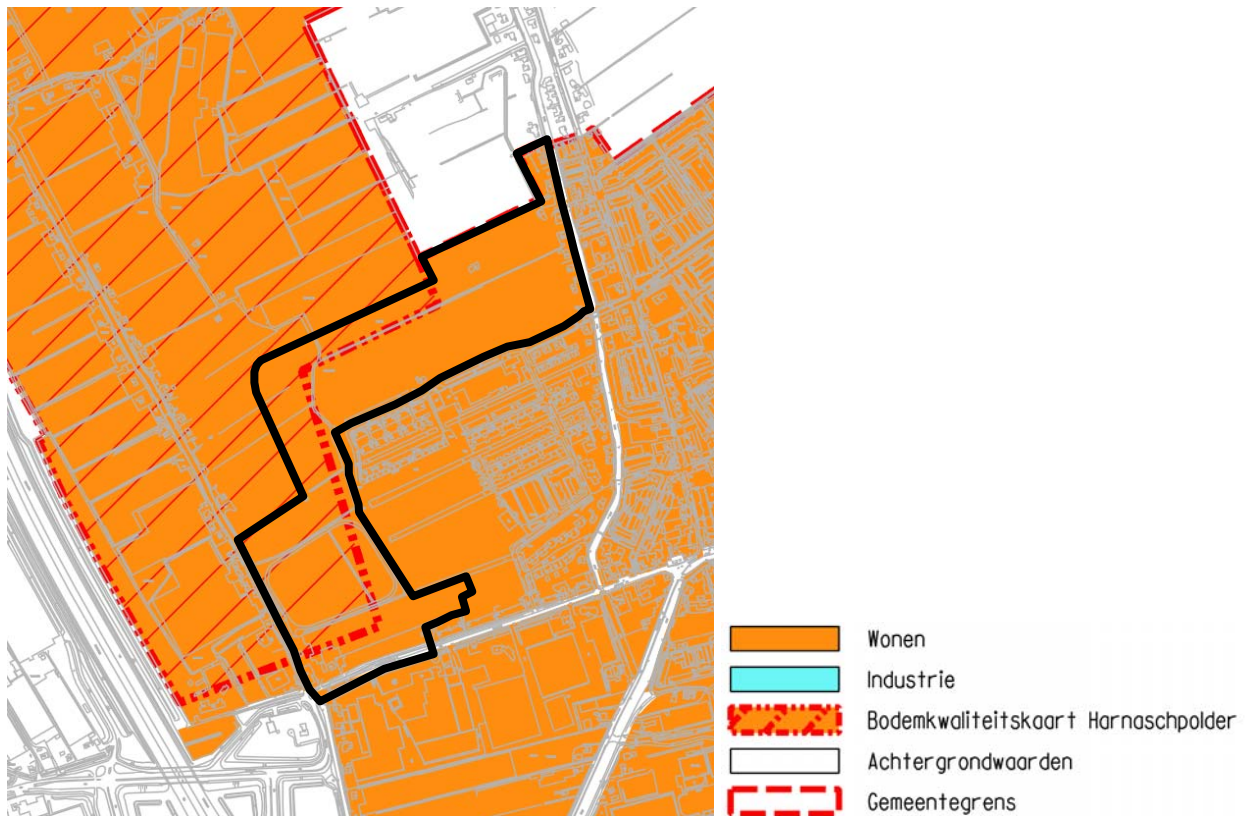 Wonen
Industrie
Bodemkwaliteitskaart Harnaschpolder
Achtergrondwaarden
Gemeentegrens